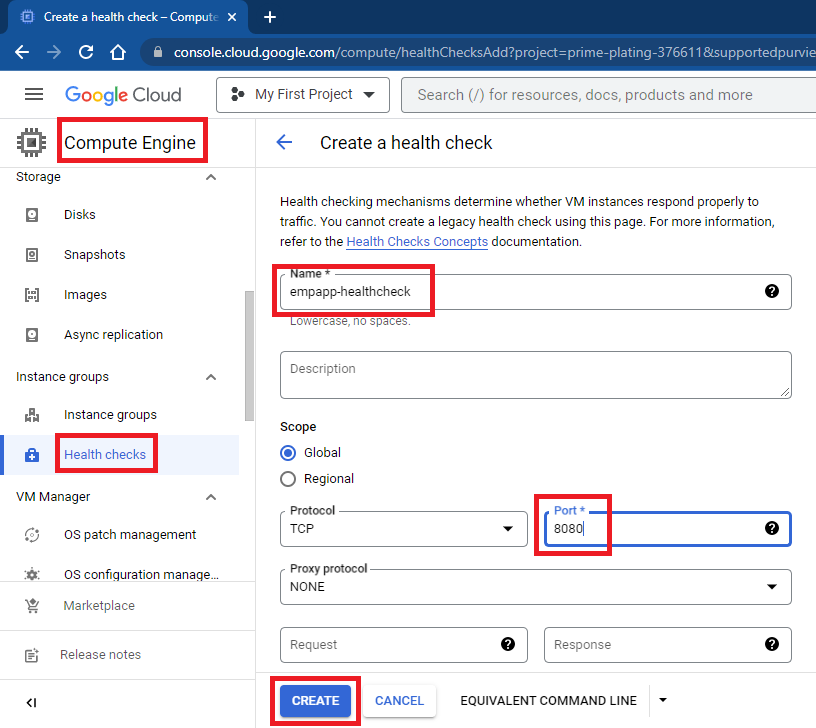 Create a health check – Compute
console.cloud.google.com/compute/healthChecksAdd?project=prime-plating-376611&supportedpurvie
Google Cloud
My First Project
Search (/) for resources, docs, products and more
Compute Engine
Create a health check
Storage
Disks
Snapshots
Images
Async replication
Instance groups
Instance groups
Health checks
VM Manager
OS patch management
OS configuration manage...
Marketplace
Release notes
Health checking mechanisms determine whether VM instances respond properly to
traffic. You cannot create a legacy health check using this page. For more information,
refer to the Health Checks Concepts documentation.
Name *
empapp-healthcheck
Lowercase, no spaces.
Description
Scope
Global
Regional
Protocol
TCP
Port *
8080
Proxy protocol
NONE
Request
Response
CREATE
CANCEL
EQUIVALENT COMMAND LINE